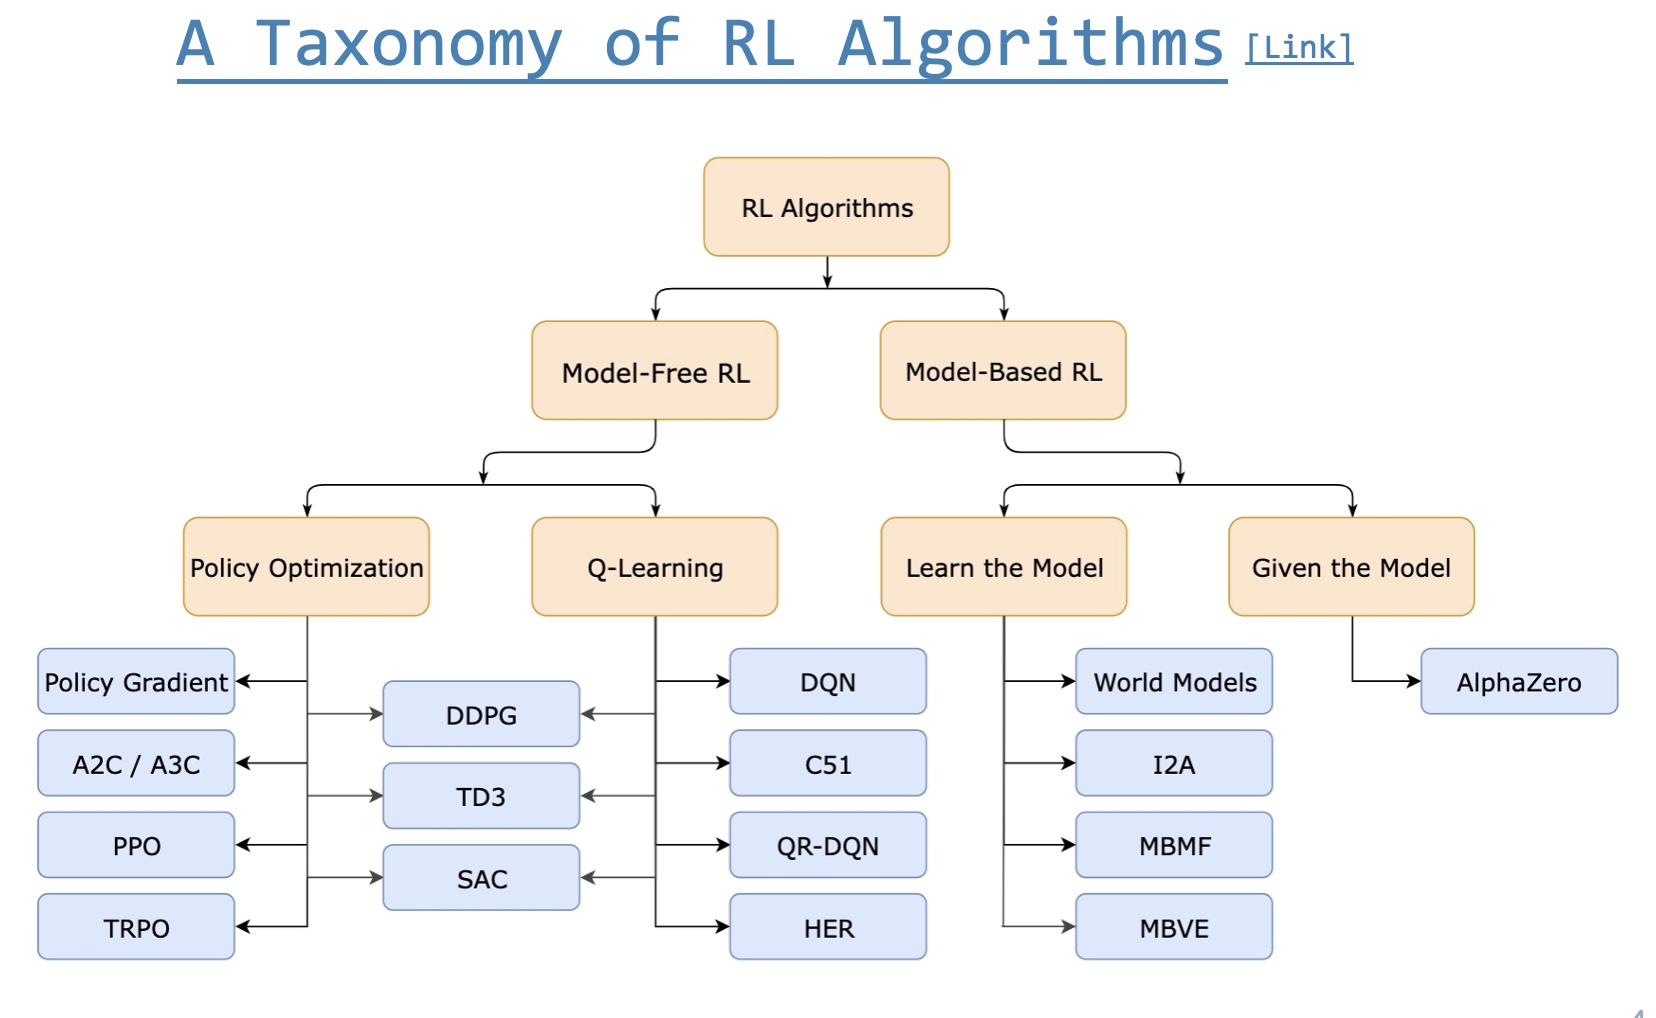 A Taxonomy of RL Algorithms [Link]
RL Algorithms
Model-Free RL
Model-Based RL
Policy Optimization
Q-Learning
Learn the Model
Given the Model
Policy Gradient
DDPG
DQN
World Models
AlphaZero
A2C / A3C
TD3
C51
I2A
PPO
SAC
QR-DQN
MBMF
TRPO
HER
MBVE